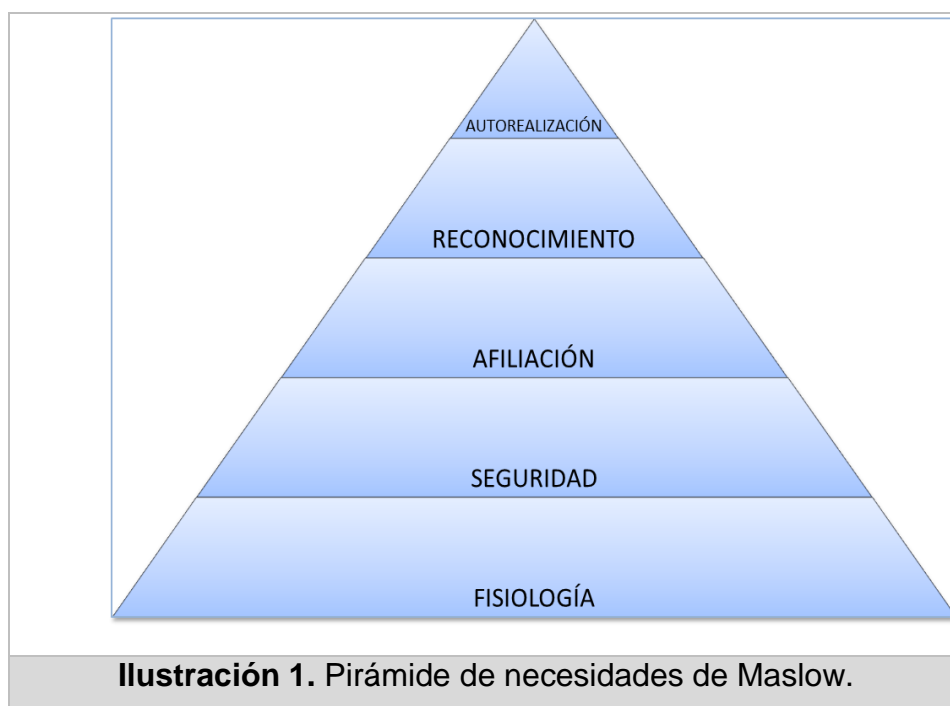 AUTOREALIZACIÓN
RECONOCIMIENTO
AFILIACIÓN
SEGURIDAD
FISIOLOGÍA
Ilustración 1. Pirámide de necesidades de Maslow.